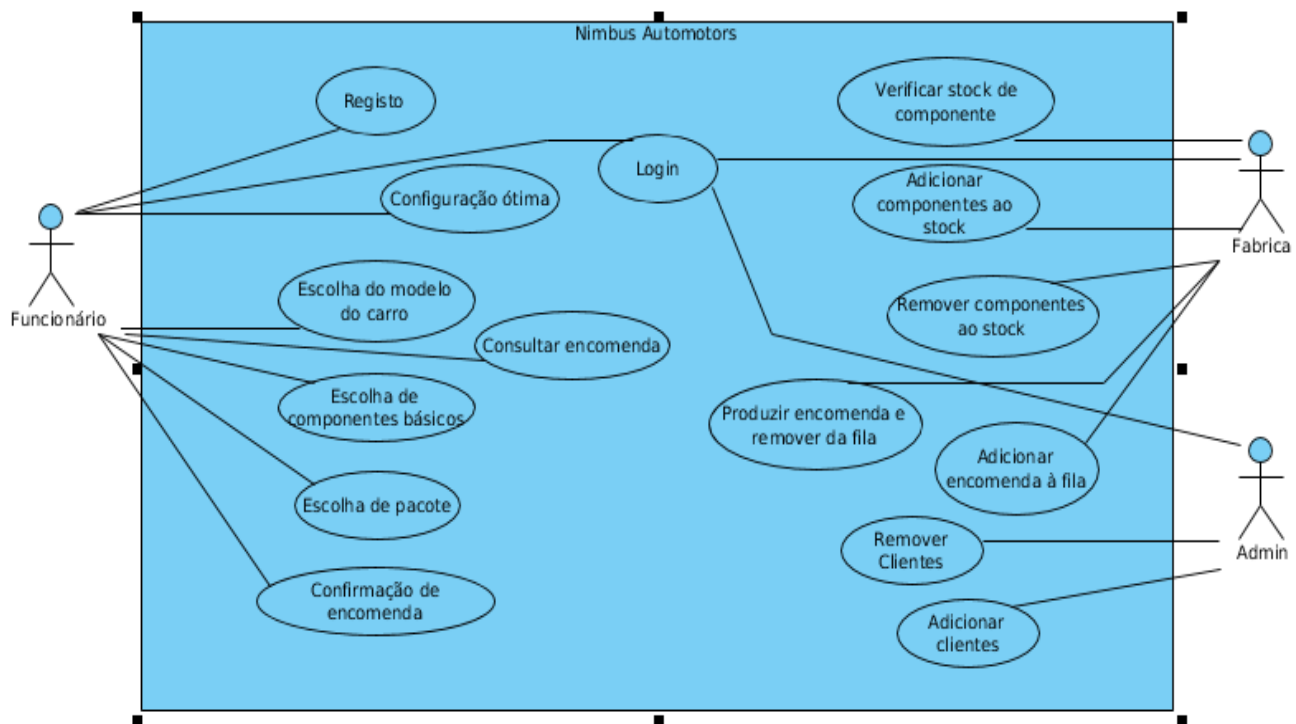 Nimbus Automotors
Registo
Verificar stock de
componente
Login
Configuração ótima
Adicionar
componentes ao
stock
Fabrica
Funcionário
Escolha do modelo
do carro
Remover componentes
ao stock
Consultar encomenda
Escolha de
componentes básicos
Produzir encomenda e
remover da fila
Adicionar
encomenda à fila
Escolha de pacote
Remover
Clientes
Admin
Confirmação de
encomenda
Adicionar
clientes